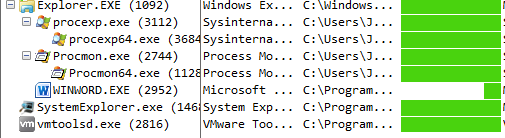 Explorer.EXE (1092) Windows Ex... C:\Windows...
procexp.exe (3112) Sysinterna... C:\Users\J...
procexp64.exe (3684 Sysinterna... C:\Users\J...
Procmon.exe (2744) Process Mo... C:\Users\J...
Procmon64.exe (1128 Process Mo... C:\Users\J...
WINWORD.EXE (2952) Microsoft ... C:\Program...
SystemExplorer.exe (1468 System Exp... C:\Program...
vm vmtoolsd.exe (2816) VMware Too... C:\Program...